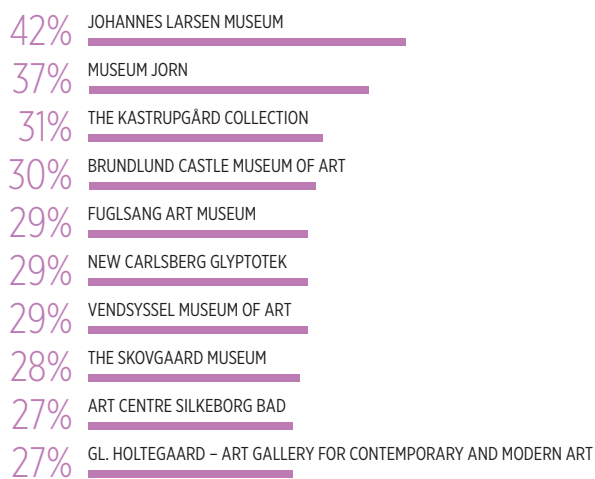 42% JOHANNES LARSEN MUSEUM
37% MUSEUM JORN
31% THE KASTRUPGÅRD COLLECTION
30% BRUNDLUND CASTLE MUSEUM OF ART
29% FUGLSANG ART MUSEUM
29% NEW CARLSBERG GLYPTOTEK
29% VENDSYSSEL MUSEUM OF ART
28% THE SKOVGAARD MUSEUM
27% ART CENTRE SILKEBORG BAD
27% GL. HOLTEGAARD – ART GALLERY FOR CONTEMPORARY AND MODERN ART